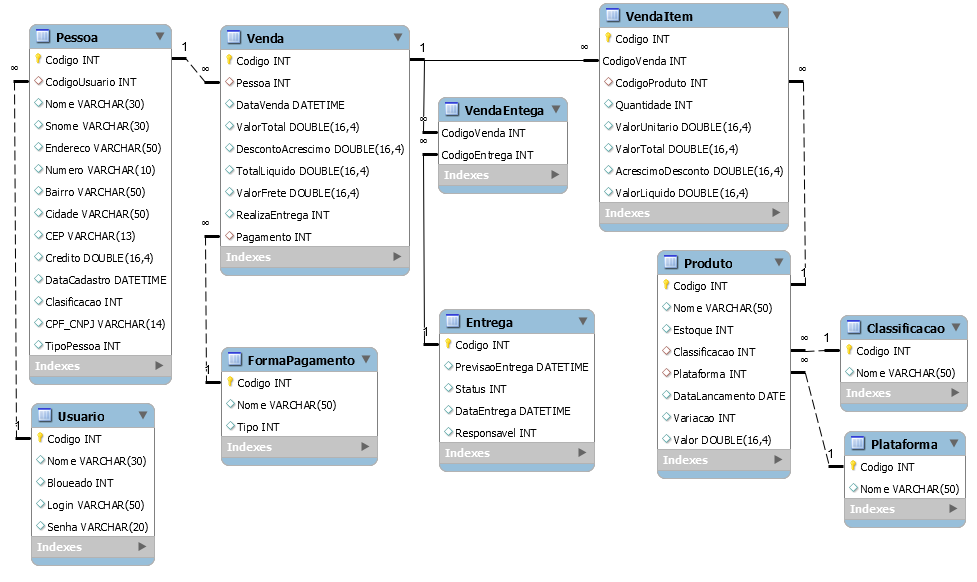 Pessoa
Codigo INT
CodigoUsuario INT
Nome VARCHAR(30)
Snome VARCHAR(30)
Endereco VARCHAR(50)
Numero VARCHAR(10)
Bairro VARCHAR(50)
Cidade VARCHAR(50)
CEP VARCHAR(13)
Credito DOUBLE(16,4)
DataCadastro DATETIME
Clasificacao INT
CPF_CNPJ VARCHAR(14)
TipoPessoa INT
Indexes
Usuario
Codigo INT
Nome VARCHAR(30)
Bloueado INT
Login VARCHAR(50)
Senha VARCHAR(20)
Indexes
∞
1
1
∞
Venda
Codigo INT
Pessoa INT
DataVenda DATETIME
ValorTotal DOUBLE(16,4)
DescontoAcrescimo DOUBLE(16,4)
TotalLiquido DOUBLE(16,4)
ValorFrete DOUBLE(16,4)
RealizaEntrega INT
Pagamento INT
Indexes
∞
1
FormaPagamento
Codigo INT
Nome VARCHAR(50)
Tipo INT
Indexes
1
∞
∞
∞
1
VendaEntega
CodigoVenda INT
CodigoEntrega INT
Indexes
Entrega
Codigo INT
PrevisaoEntrega DATETIME
Status INT
DataEntrega DATETIME
Responsavel INT
Indexes
VendaItem
Codigo INT
CodigoVenda INT
CodigoProduto INT
Quantidade INT
ValorUnitario DOUBLE(16,4)
ValorTotal DOUBLE(16,4)
AcrescimoDesconto DOUBLE(16,4)
ValorLiquido DOUBLE(16,4)
Indexes
∞
1
Produto
Codigo INT
Nome VARCHAR(50)
Estoque INT
Classificacao INT
Plataforma INT
DataLancamento DATE
Variacao INT
Valor DOUBLE(16,4)
Indexes
∞
1
∞
1
Classificacao
Codigo INT
Nome VARCHAR(50)
Indexes
Plataforma
Codigo INT
Nome VARCHAR(50)
Indexes